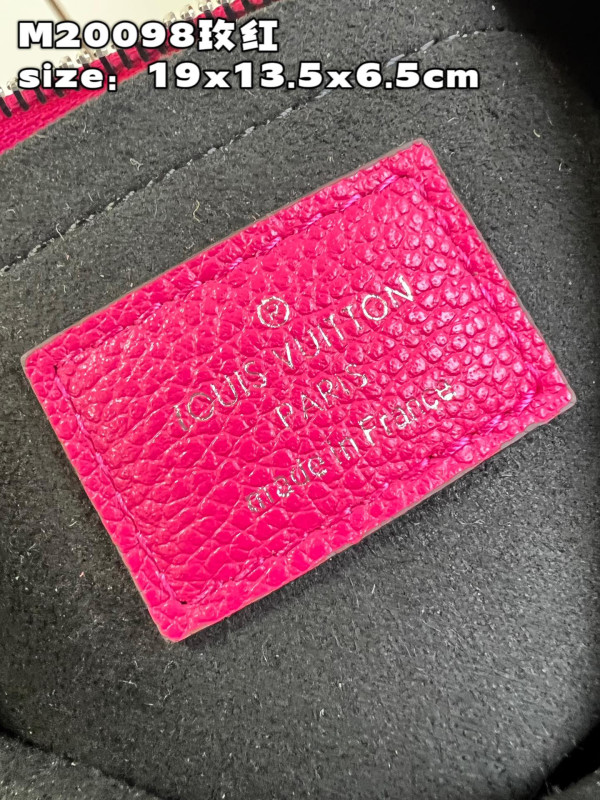 M20098玫红
size：19x13.5x6.5cm
®
LOUIS VUITTON
PARIS
made in France